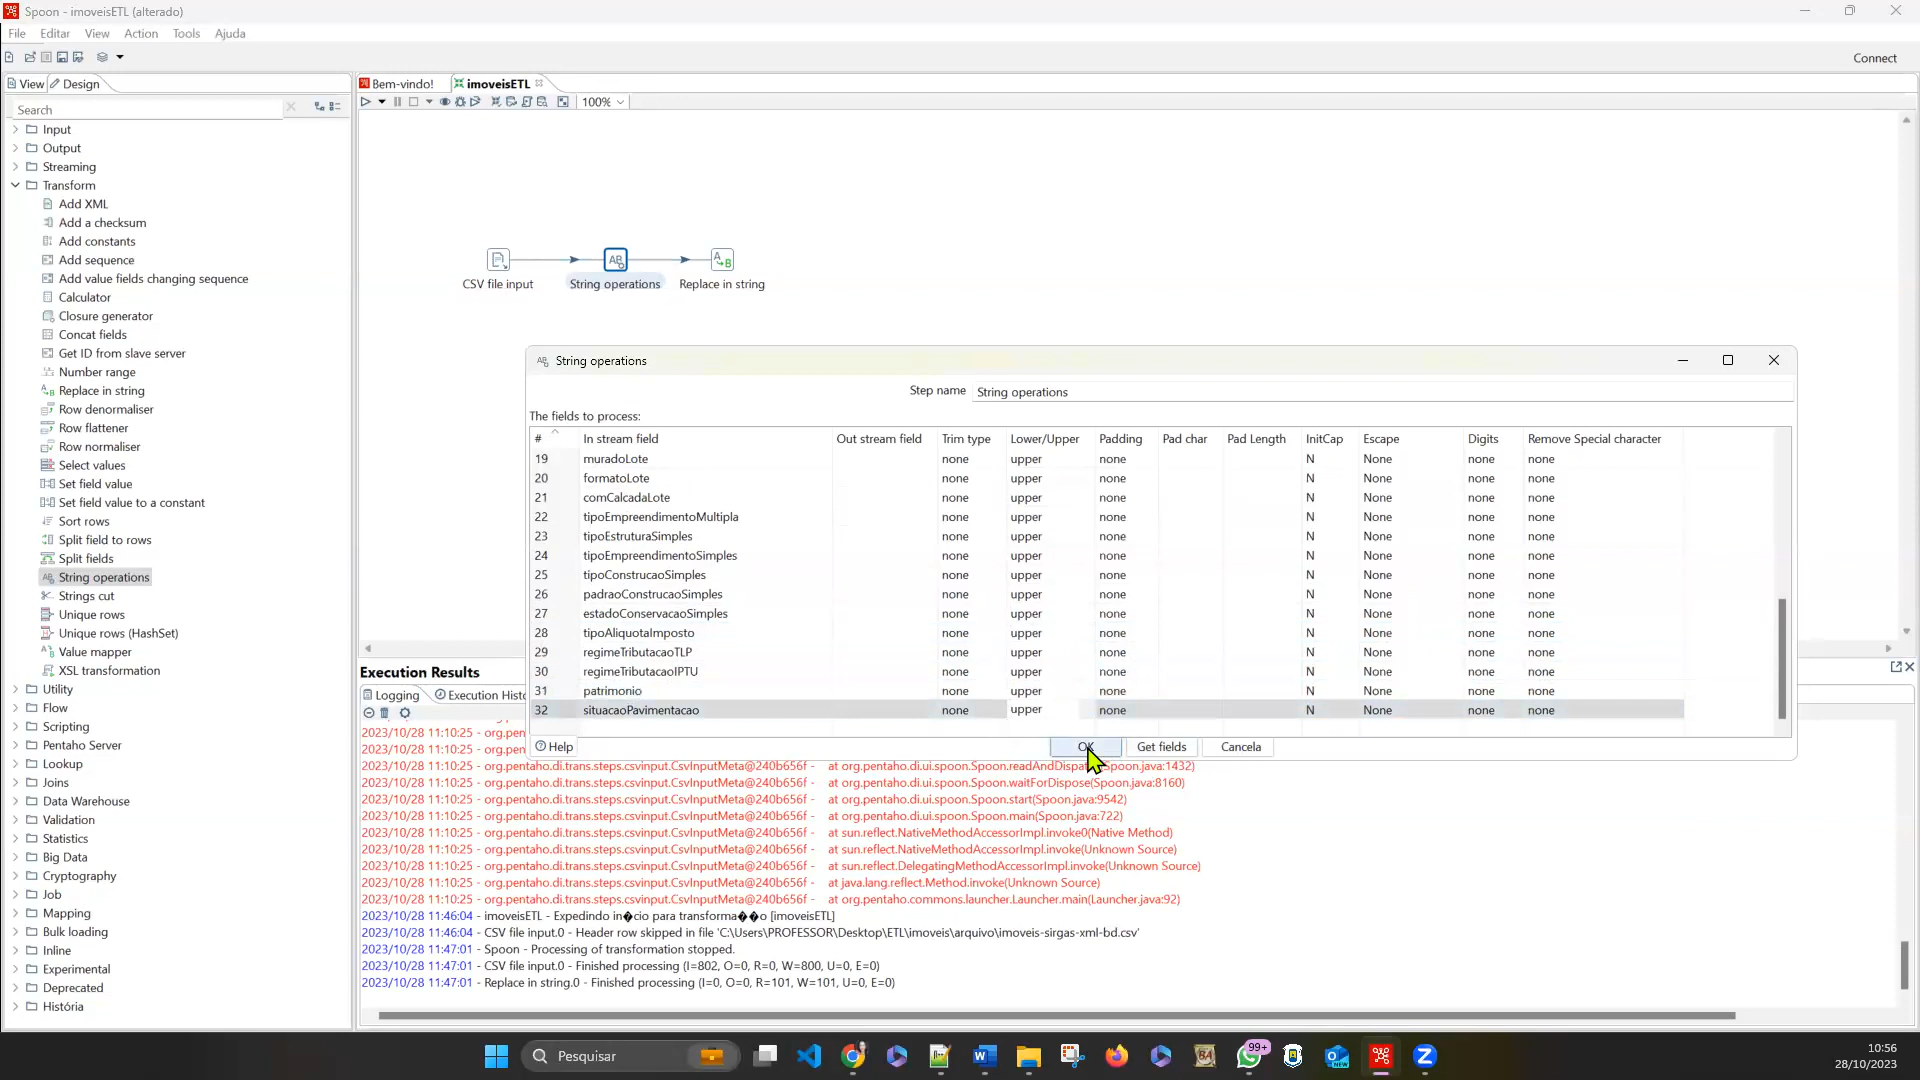 Spoon - imoveisETL (alterado)
File Editar View Action Tools Ajuda
Connect
View Design
Bem-vindo! imoveisETL
100%
Search
Input
Output
Streaming
Transform
Add XML
Add a checksum
Add constants
Add sequence
Add value fields changing sequence
Calculator
Closure generator
Concat fields
Get ID from slave server
Number range
Replace in string
Row denormaliser
Row flattener
Row normaliser
Select values
Set field value
Set field value to a constant
Sort rows
Split field to rows
Split fields
String operations
Strings cut
Unique rows
Unique rows (HashSet)
Value mapper
XSL transformation
Utility
Flow
Scripting
Pentaho Server
Lookup
Joins
Data Warehouse
Validation
Statistics
Big Data
Cryptography
Job
Mapping
Bulk loading
Inline
Experimental
Deprecated
História
CSV file input String operations Replace in string
String operations
Step name String operations
The fields to process:
# In stream field Out stream field Trim type Lower/Upper Padding Pad char Pad Length InitCap Escape Digits Remove Special character
19 muradoLote none upper none N None none none
20 formatoLote none upper none N None none none
21 comCalcadaLote none upper none N None none none
22 tipoEmpreendimentoMultipla none upper none N None none none
23 tipoEstruturaSimples none upper none N None none none
24 tipoEmpreendimentoSimples none upper none N None none none
25 tipoConstrucaoSimples none upper none N None none none
26 padraoConstrucaoSimples none upper none N None none none
27 estadoConservacaoSimples none upper none N None none none
28 tipoAliquotaImposto none upper none N None none none
29 regimeTributacaoTLP none upper none N None none none
30 regimeTributacaoIPTU none upper none N None none none
31 patrimonio none upper none N None none none
32 situacaoPavimentacao none upper none N None none none
Help OK Get fields Cancela
Execution Results
Logging Execution Histo
2023/10/28 11:10:25 - org.pen
2023/10/28 11:10:25 - org.pen
2023/10/28 11:10:25 - org.pentaho.di.trans.steps.csvinput.CsvInputMeta@240b656f - at org.pentaho.di.ui.spoon.Spoon.readAndDispat Spoon.java:1432)
2023/10/28 11:10:25 - org.pentaho.di.trans.steps.csvinput.CsvInputMeta@240b656f - at org.pentaho.di.ui.spoon.Spoon.waitForDispose(Spoon.java:8160)
2023/10/28 11:10:25 - org.pentaho.di.trans.steps.csvinput.CsvInputMeta@240b656f - at org.pentaho.di.ui.spoon.Spoon.start(Spoon.java:9542)
2023/10/28 11:10:25 - org.pentaho.di.trans.steps.csvinput.CsvInputMeta@240b656f - at org.pentaho.di.ui.spoon.Spoon.main(Spoon.java:722)
2023/10/28 11:10:25 - org.pentaho.di.trans.steps.csvinput.CsvInputMeta@240b656f - at sun.reflect.NativeMethodAccessorImpl.invoke0(Native Method)
2023/10/28 11:10:25 - org.pentaho.di.trans.steps.csvinput.CsvInputMeta@240b656f - at sun.reflect.NativeMethodAccessorImpl.invoke(Unknown Source)
2023/10/28 11:10:25 - org.pentaho.di.trans.steps.csvinput.CsvInputMeta@240b656f - at sun.reflect.DelegatingMethodAccessorImpl.invoke(Unknown Source)
2023/10/28 11:10:25 - org.pentaho.di.trans.steps.csvinput.CsvInputMeta@240b656f - at java.lang.reflect.Method.invoke(Unknown Source)
2023/10/28 11:10:25 - org.pentaho.di.trans.steps.csvinput.CsvInputMeta@240b656f - at org.pentaho.commons.launcher.Launcher.main(Launcher.java:92)
2023/10/28 11:46:04 - imoveisETL - Expedindo in�cio para transforma��o [imoveisETL]
2023/10/28 11:46:04 - CSV file input.0 - Header row skipped in file 'C:\Users\PROFESSOR\Desktop\ETL\imoveis\arquivo\imoveis-sirgas-xml-bd.csv'
2023/10/28 11:47:01 - Spoon - Processing of transformation stopped.
2023/10/28 11:47:01 - CSV file input.0 - Finished processing (I=802, O=0, R=0, W=800, U=0, E=0)
2023/10/28 11:47:01 - Replace in string.0 - Finished processing (I=0, O=0, R=101, W=101, U=0, E=0)
Pesquisar
99+
10:56
28/10/2023